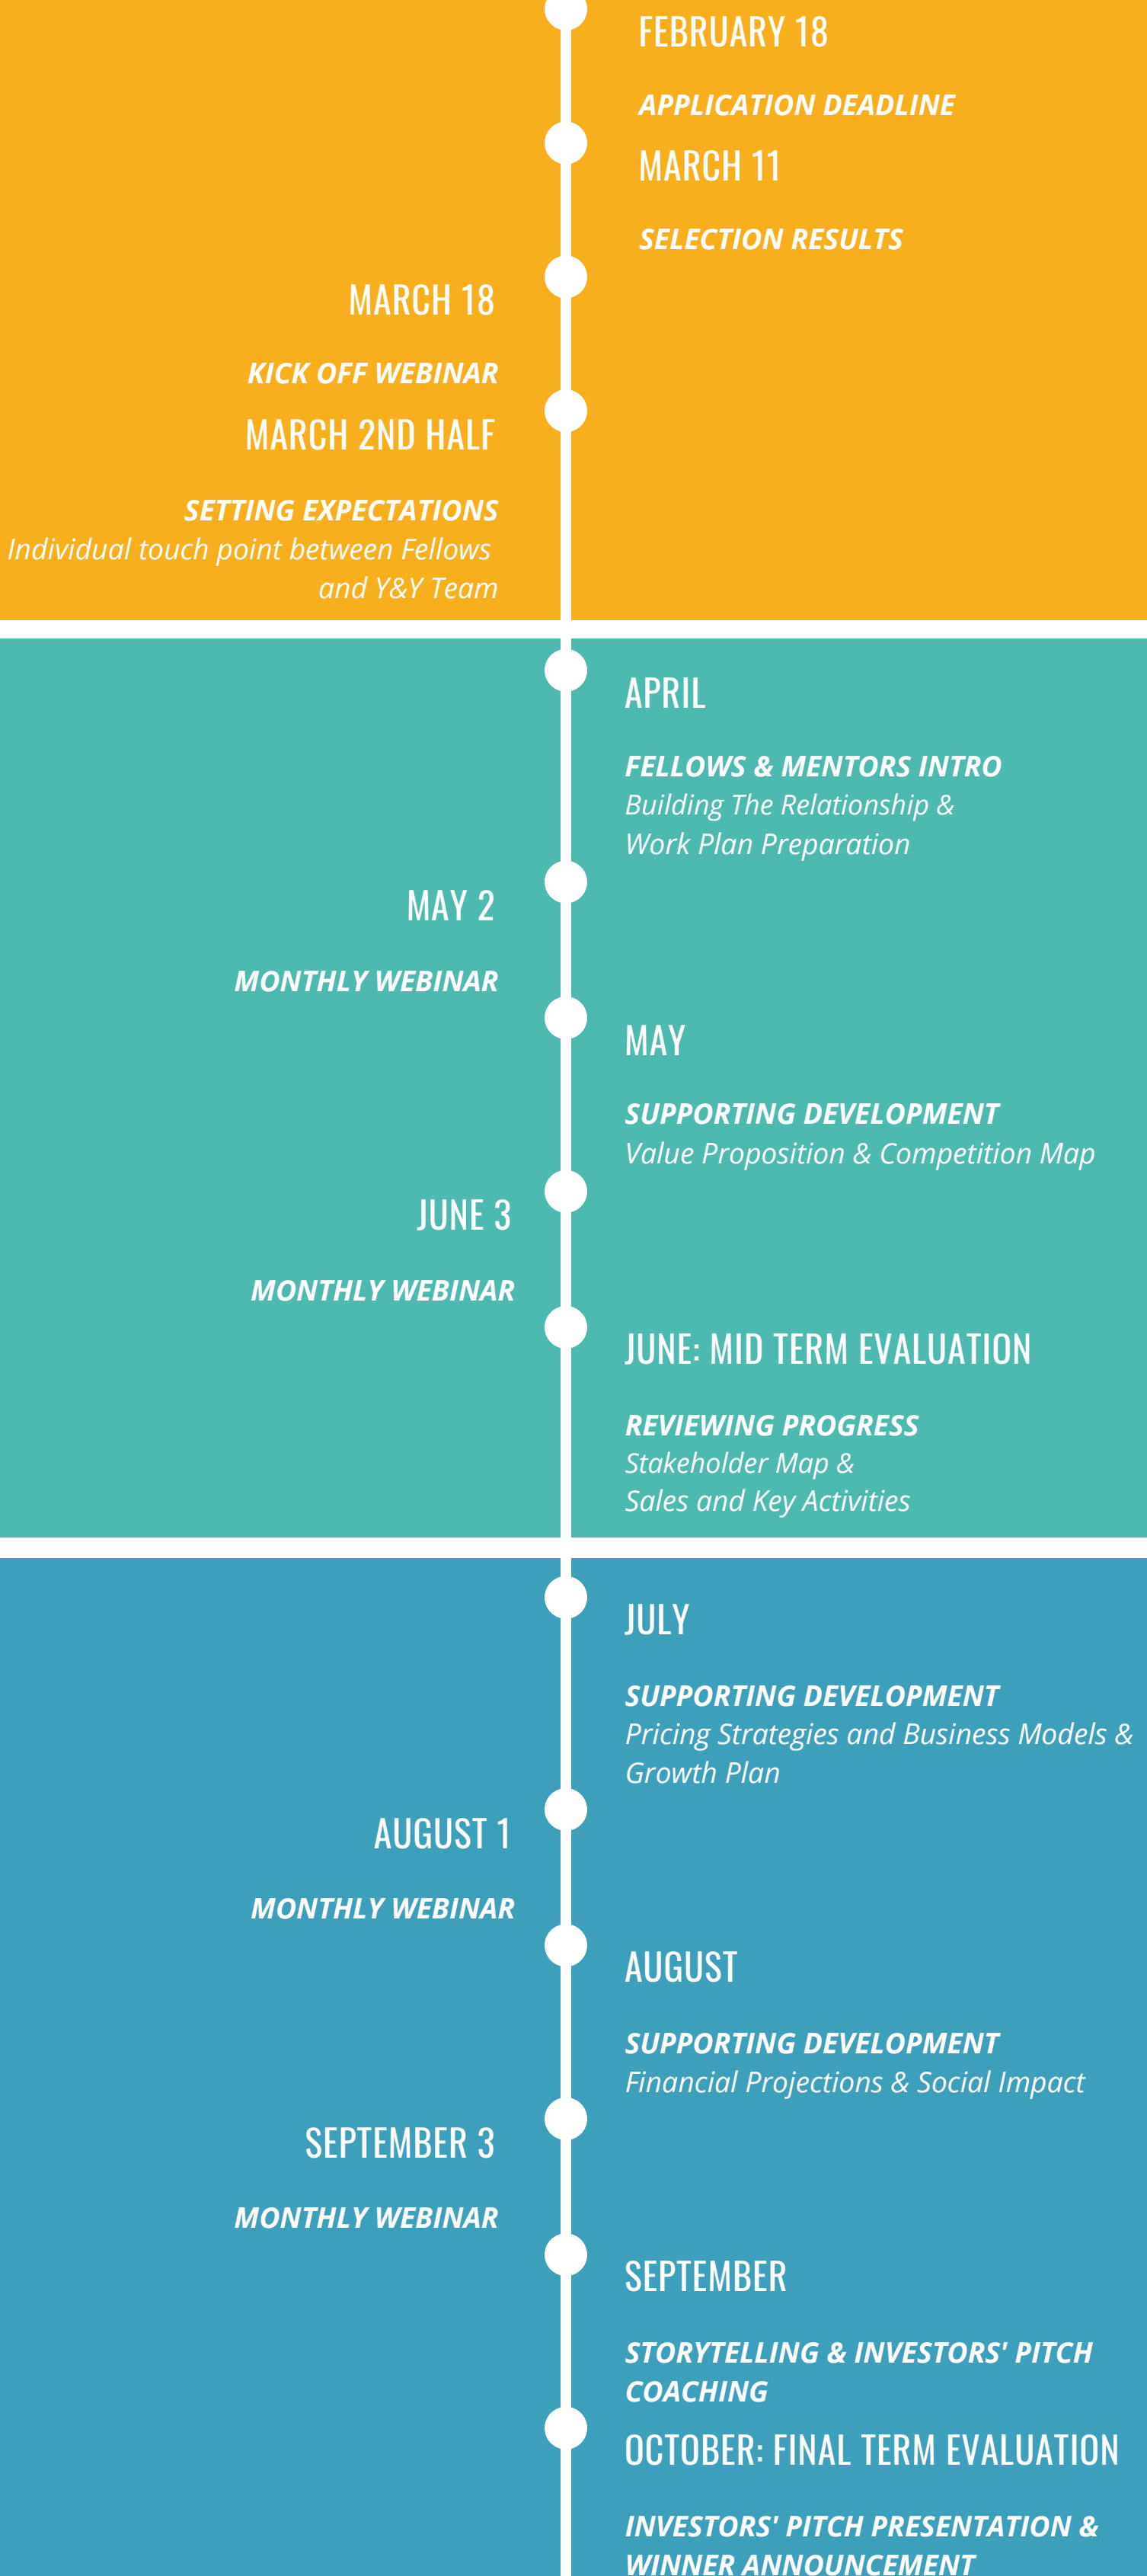 FEBRUARY 18
APPLICATION DEADLINE
MARCH 11
SELECTION RESULTS
MARCH 18
KICK OFF WEBINAR
MARCH 2ND HALF
SETTING EXPECTATIONS
Individual touch point between Fellows
and Y&Y Team
APRIL
FELLOWS & MENTORS INTRO
Building The Relationship &
Work Plan Preparation
MAY 2
MONTHLY WEBINAR
MAY
SUPPORTING DEVELOPMENT
Value Proposition & Competition Map
JUNE 3
MONTHLY WEBINAR
JUNE: MID TERM EVALUATION
REVIEWING PROGRESS
Stakeholder Map &
Sales and Key Activities
JULY
SUPPORTING DEVELOPMENT
Pricing Strategies and Business Models &
Growth Plan
AUGUST 1
MONTHLY WEBINAR
AUGUST
SUPPORTING DEVELOPMENT
Financial Projections & Social Impact
SEPTEMBER 3
MONTHLY WEBINAR
SEPTEMBER
STORYTELLING & INVESTORS' PITCH
COACHING
OCTOBER: FINAL TERM EVALUATION
INVESTORS' PITCH PRESENTATION &
WINNER ANNOUNCEMENT